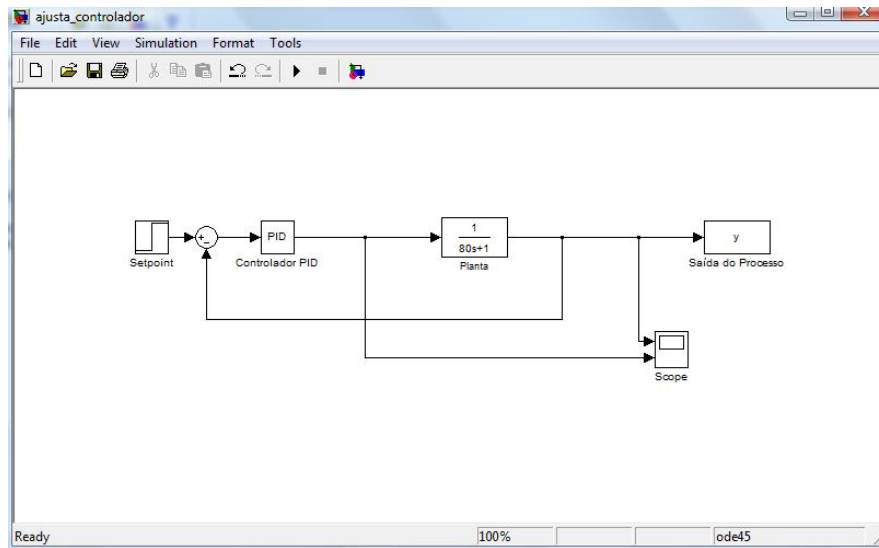 ajusta_controlador
File Edit View Simulation Format Tools
+
-
PID
1
80s+1
y
Setpoint
Controlador PID
Planta
Saída do Processo
Scope
Ready 100% ode45